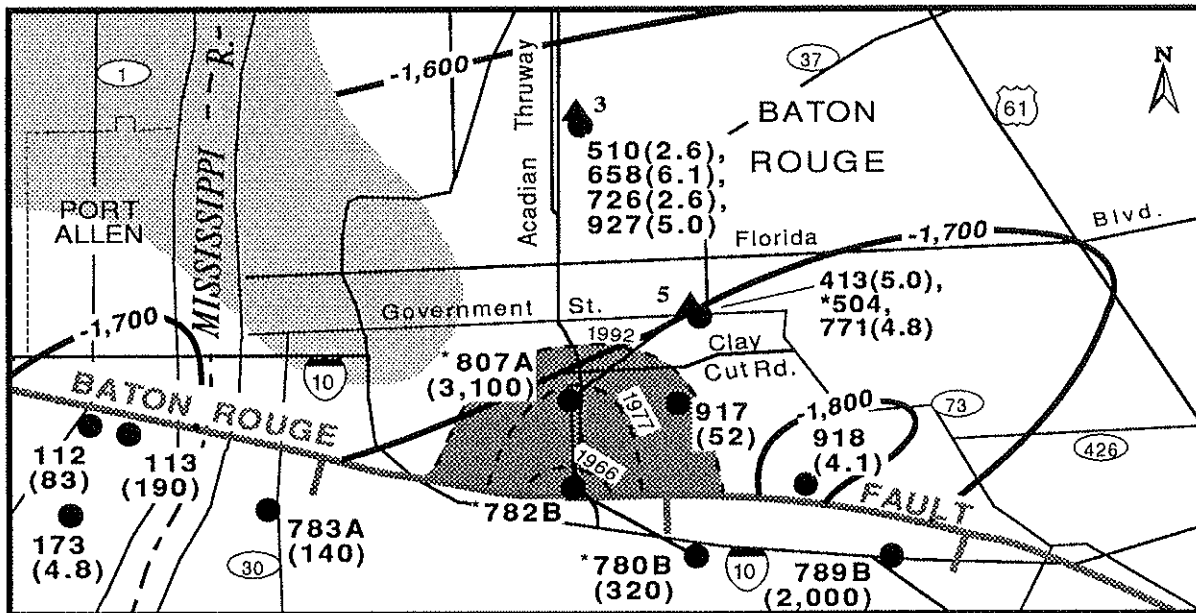 -1,600
1
MISSISSIPPI R.
Acadian Thruway
3
37
BATON
ROUGE
61
N
510(2.6),
658(6.1),
726(2.6),
927(5.0)
PORT
ALLEN
Florida Blvd.
-1,700
5
413(5.0),
*504,
771(4.8)
Government St.
1992
Clay
Cut Rd.
-1,700
10
*807A
(3,100)
1977
917
(52)
-1,800
73
918
(4.1)
426
BATON ROUGE FAULT
1966
112
(83)
113
(190)
*782B
173
(4.8)
783A
(140)
30
*780B
(320)
10
789B
(2,000)